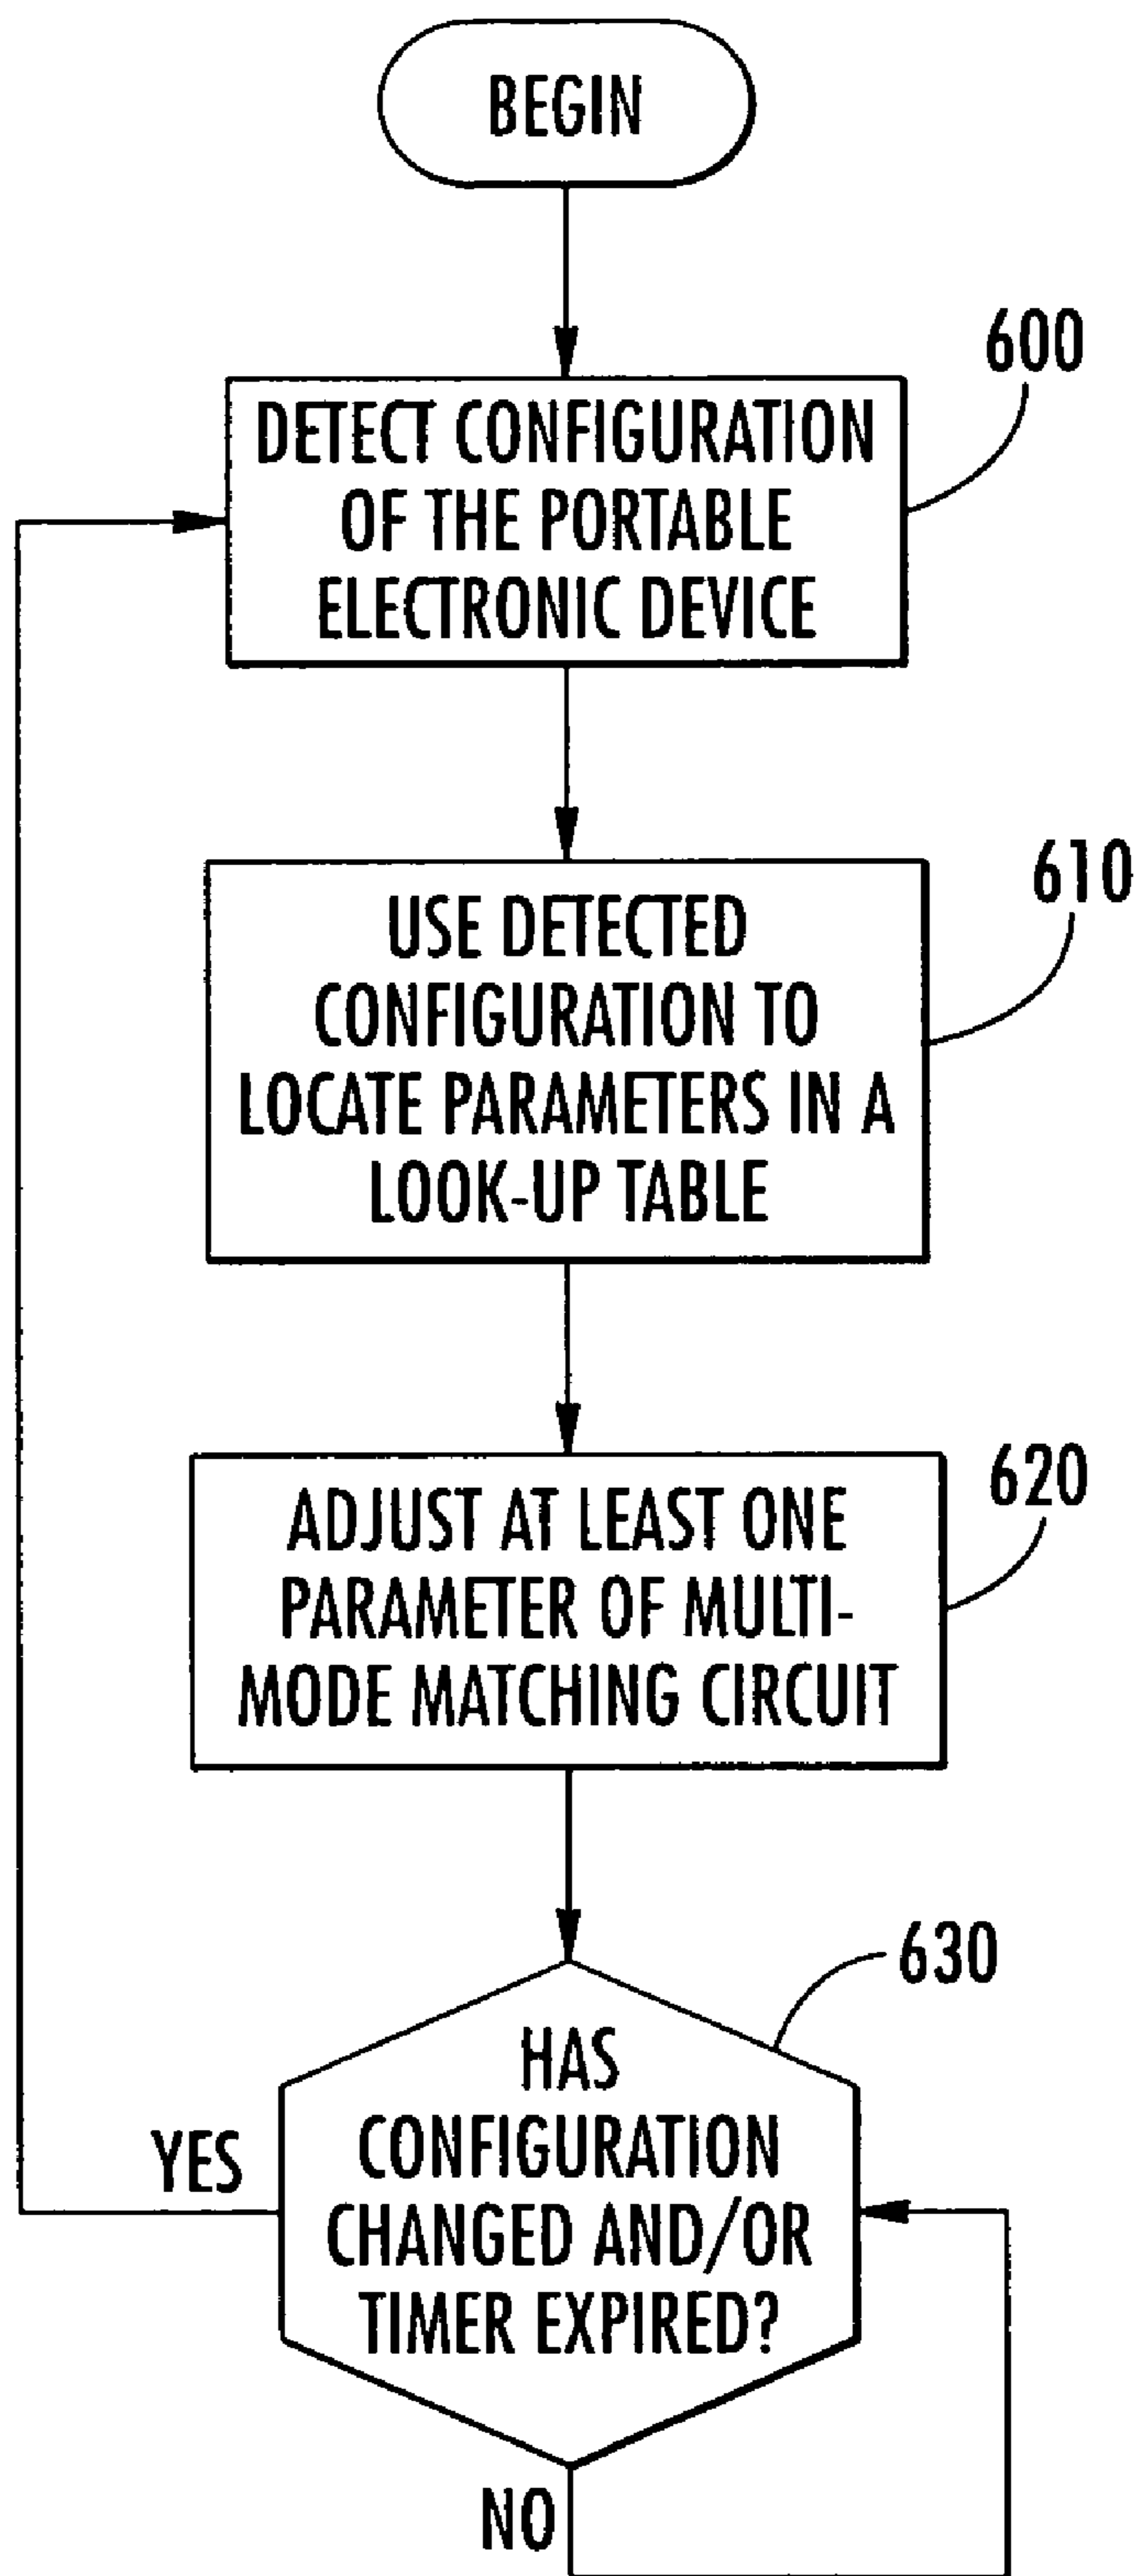 BEGIN
600
DETECT CONFIGURATION
OF THE PORTABLE
ELECTRONIC DEVICE
610
USE DETECTED
CONFIGURATION TO
LOCATE PARAMETERS IN A
LOOK-UP TABLE
620
ADJUST AT LEAST ONE
PARAMETER OF MULTI-
MODE MATCHING CIRCUIT
630
HAS
CONFIGURATION
CHANGED AND/OR
TIMER EXPIRED?
YES
NO